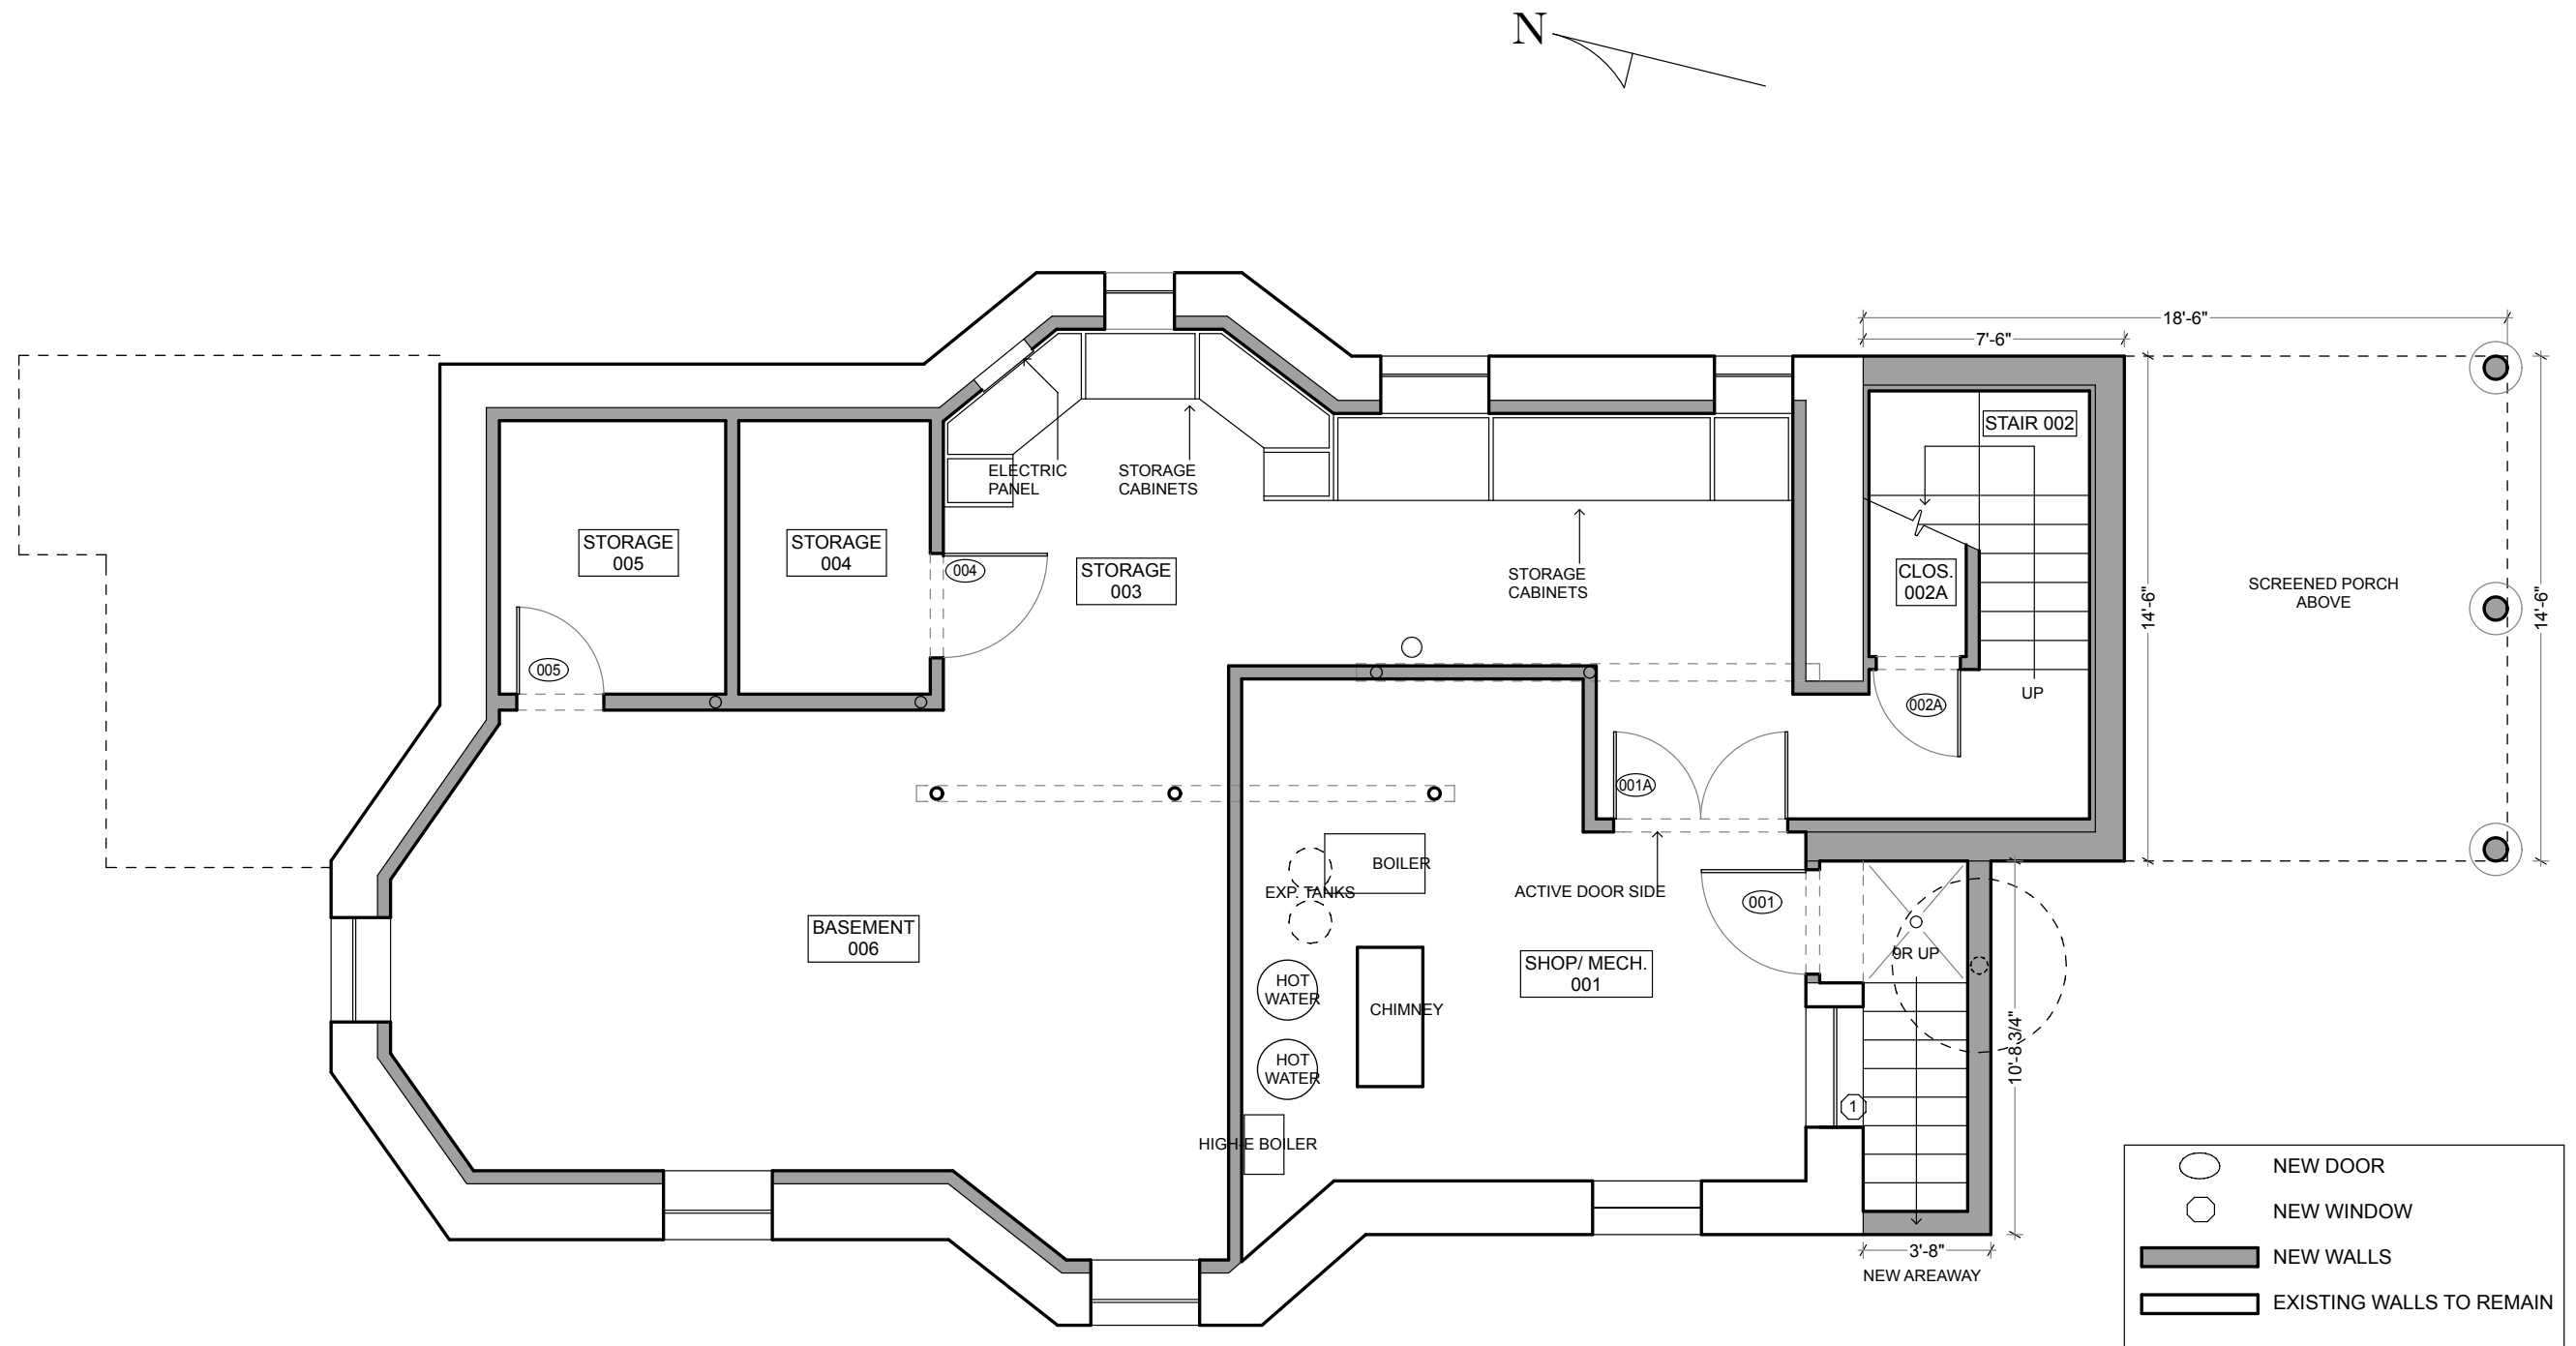 N
18'-6"
7'-6"
STAIR 002
ELECTRIC
PANEL
STORAGE
CABINETS
STORAGE
005
STORAGE
004
004
STORAGE
003
STORAGE
CABINETS
CLOS.
002A
14'-6"
SCREENED PORCH
ABOVE
14'-6"
005
002A
UP
001A
BOILER
EXP. TANKS
ACTIVE DOOR SIDE
001
BASEMENT
006
9R UP
SHOP/ MECH.
001
HOT
WATER
CHIMNEY
10'-8 3/4"
HOT
WATER
1
HIGH-E BOILER
3'-8"
NEW AREAWAY
NEW DOOR
NEW WINDOW
NEW WALLS
EXISTING WALLS TO REMAIN